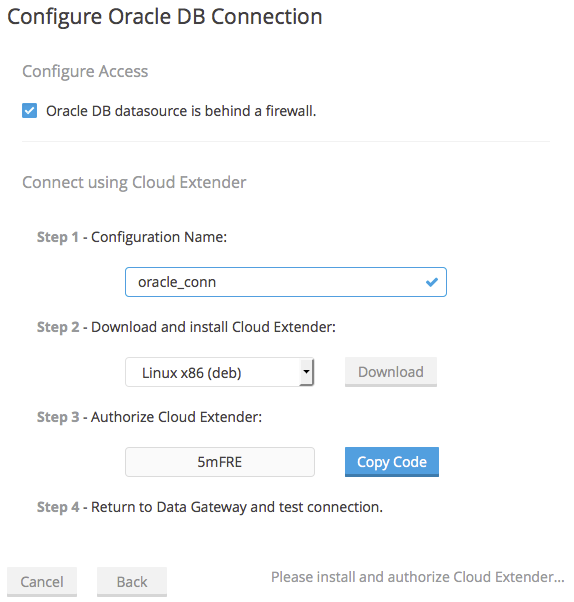 Configure Oracle DB Connection
Configure Access
Oracle DB datasource is behind a firewall.
Connect using Cloud Extender
Step 1 - Configuration Name:
oracle_conn
Step 2 - Download and install Cloud Extender:
Linux x86 (deb)
Download
Step 3 - Authorize Cloud Extender:
5mFRE
Copy Code
Step 4 - Return to Data Gateway and test connection.
Cancel
Back
Please install and authorize Cloud Extender...